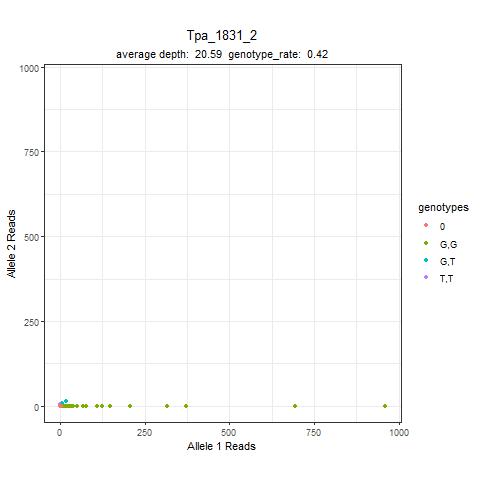 Tpa_1831_2
average depth: 20.59 genotype_rate: 0.42
1000
750
500
250
0
Allele 2 Reads
0 250 500 750 1000
Allele 1 Reads
genotypes
0
G,G
G,T
T,T